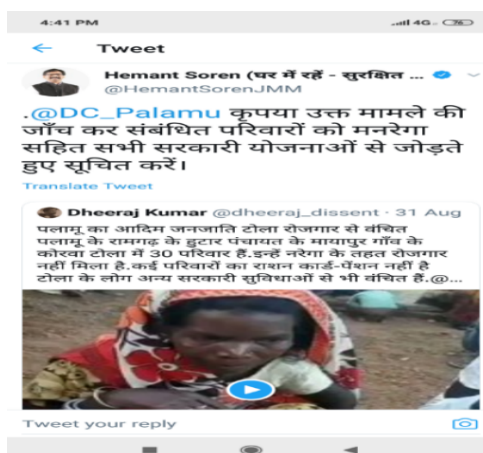 4:41 PM
4G 76
Tweet
Hemant Soren (घर में रहें - सुरक्षित ...
@HemantSorenJMM
.@DC_Palamu कृपया उक्त मामले की
जाँच कर संबंधित परिवारों को मनरेगा
सहित सभी सरकारी योजनाओं से जोड़ते
हुए सूचित करें।
Translate Tweet
Dheeraj Kumar @dheeraj_dissent · 31 Aug
पलामू का आदिम जनजाति टोला रोजगार से वंचित
पलामू के रामगढ़ के हुटार पंचायत के मायापुर गाँव के
कोरवा टोला में 30 परिवार हैं.इन्हें नरेगा के तहत रोजगार
नहीं मिला है.कई परिवारों का राशन कार्ड-पेंशन नहीं है
टोला के लोग अन्य सरकारी सुविधाओं से भी वंचित हैं.@...
Tweet your reply